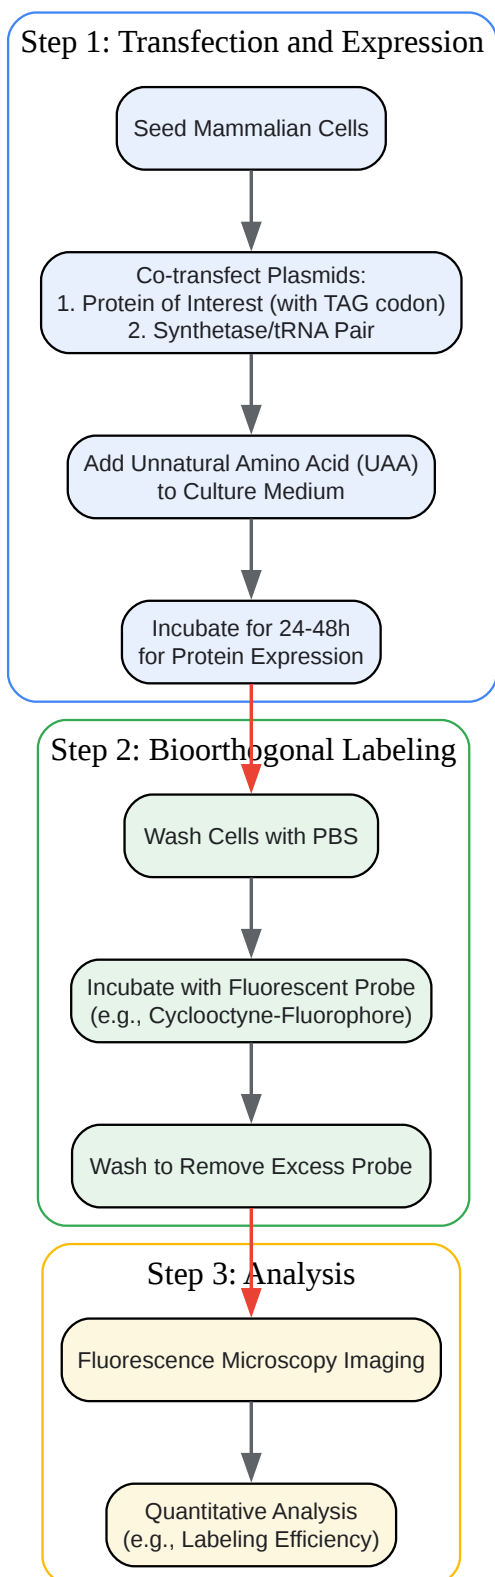 Step 1: Transfection and Expression
Seed Mammalian Cells
Co-transfect Plasmids:
1. Protein of Interest (with TAG codon)
2. Synthetase/tRNA Pair
Add Unnatural Amino Acid (UAA)
to Culture Medium
Incubate for 24-48h
for Protein Expression
Step 2: Bioorthogonal Labeling
Wash Cells with PBS
Incubate with Fluorescent Probe
(e.g., Cyclooctyne-Fluorophore)
Wash to Remove Excess Probe
Step 3: Analysis
Fluorescence Microscopy Imaging
Quantitative Analysis
(e.g., Labeling Efficiency)